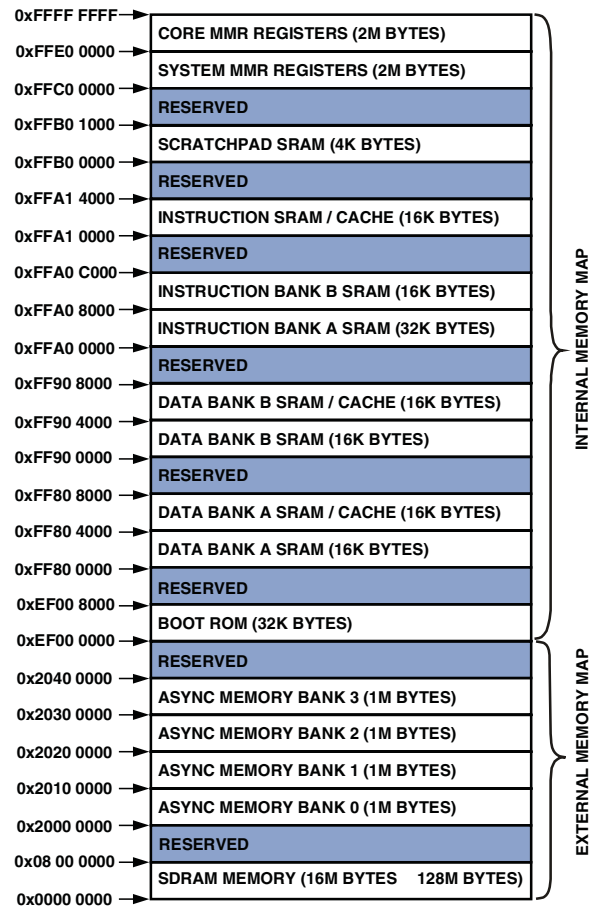 0xFFFF FFFF
CORE MMR REGISTERS (2M BYTES)
0xFFE0 0000
SYSTEM MMR REGISTERS (2M BYTES)
0xFFC0 0000
RESERVED
0xFFB0 1000
SCRATCHPAD SRAM (4K BYTES)
0xFFB0 0000
RESERVED
0xFFA1 4000
INSTRUCTION SRAM / CACHE (16K BYTES)
0xFFA1 0000
RESERVED
0xFFA0 C000
INSTRUCTION BANK B SRAM (16K BYTES)
0xFFA0 8000
INSTRUCTION BANK A SRAM (32K BYTES)
0xFFA0 0000
RESERVED
0xFF90 8000
DATA BANK B SRAM / CACHE (16K BYTES)
0xFF90 4000
DATA BANK B SRAM (16K BYTES)
0xFF90 0000
RESERVED
0xFF80 8000
DATA BANK A SRAM / CACHE (16K BYTES)
0xFF80 4000
DATA BANK A SRAM (16K BYTES)
0xFF80 0000
RESERVED
0xEF00 8000
BOOT ROM (32K BYTES)
0xEF00 0000
RESERVED
0x2040 0000
ASYNC MEMORY BANK 3 (1M BYTES)
0x2030 0000
ASYNC MEMORY BANK 2 (1M BYTES)
0x2020 0000
ASYNC MEMORY BANK 1 (1M BYTES)
0x2010 0000
ASYNC MEMORY BANK 0 (1M BYTES)
0x2000 0000
RESERVED
0x08 00 0000
SDRAM MEMORY (16M BYTES 128M BYTES)
0x0000 0000
INTERNAL MEMORY MAP
EXTERNAL MEMORY MAP